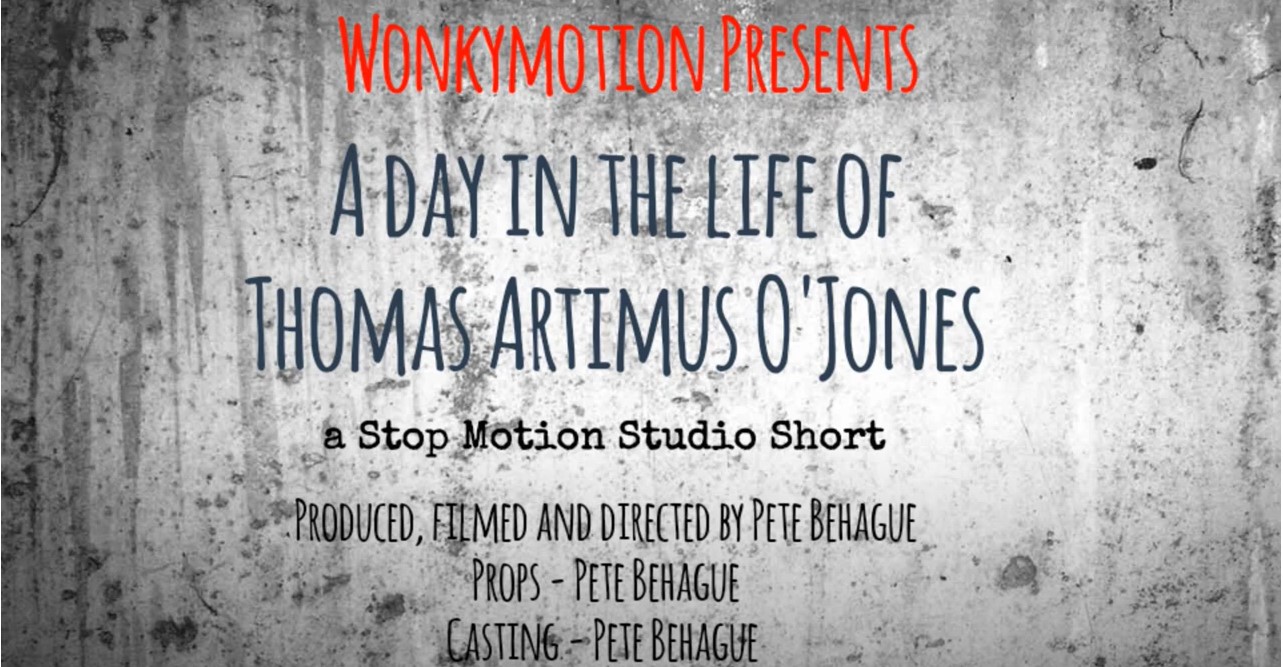 Wonkymotion Presents
A day in the life of
Thomas Artimus O'Jones
a Stop Motion Studio Short
Produced, filmed and directed by Pete Behague
Props - Pete Behague
Casting - Pete Behague